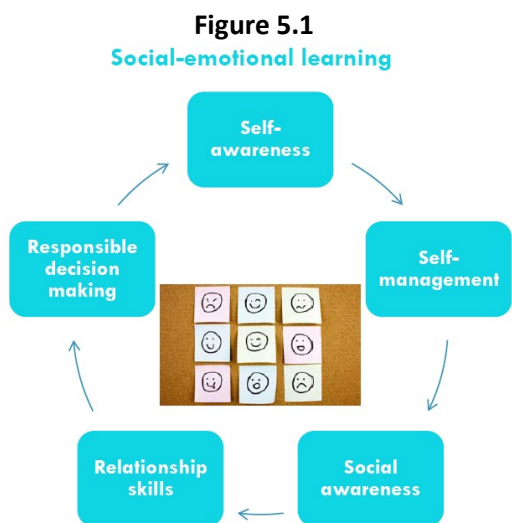 Figure 5.1
Social-emotional learning
Self-
awareness
Self-
management
Social
awareness
Relationship
skills
Responsible
decision
making